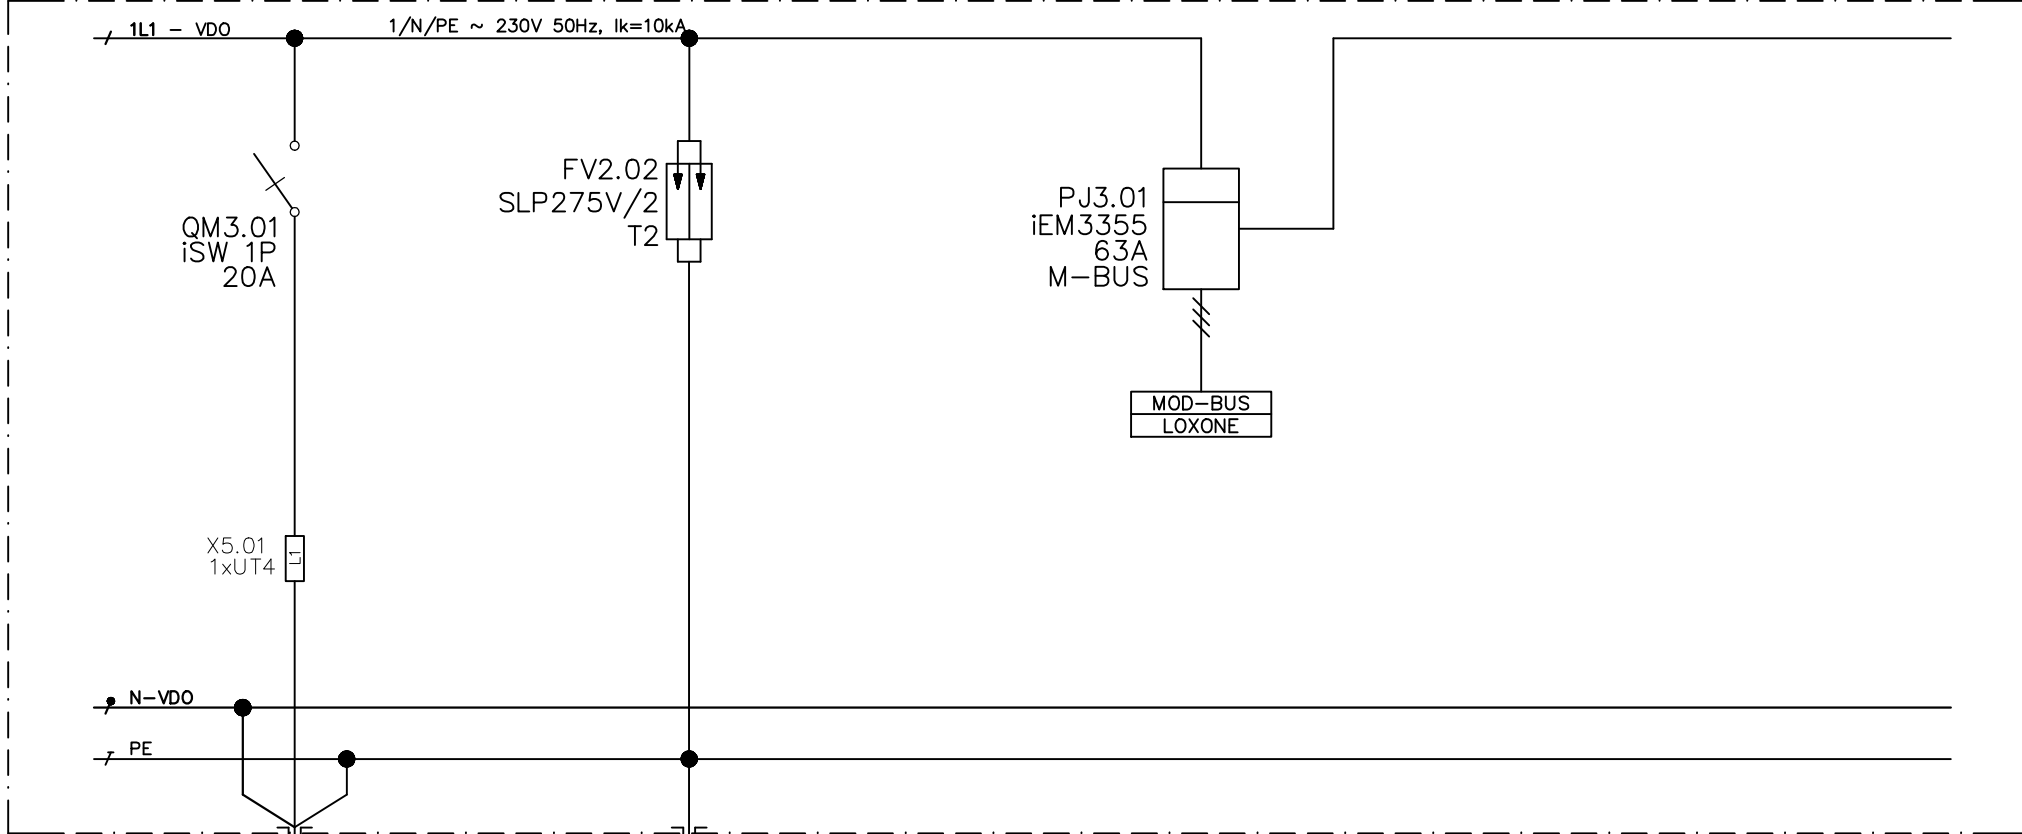 1L1 - VDO
1/N/PE ~ 230V 50Hz, Ik=10kA
QM3.01
iSW 1P
20A
FV2.02
SLP275V/2
T2
PJ3.01
iEM3355
63A
M-BUS
MOD-BUS
LOXONE
X5.01
1xUT4
L1
N-VDO
PE